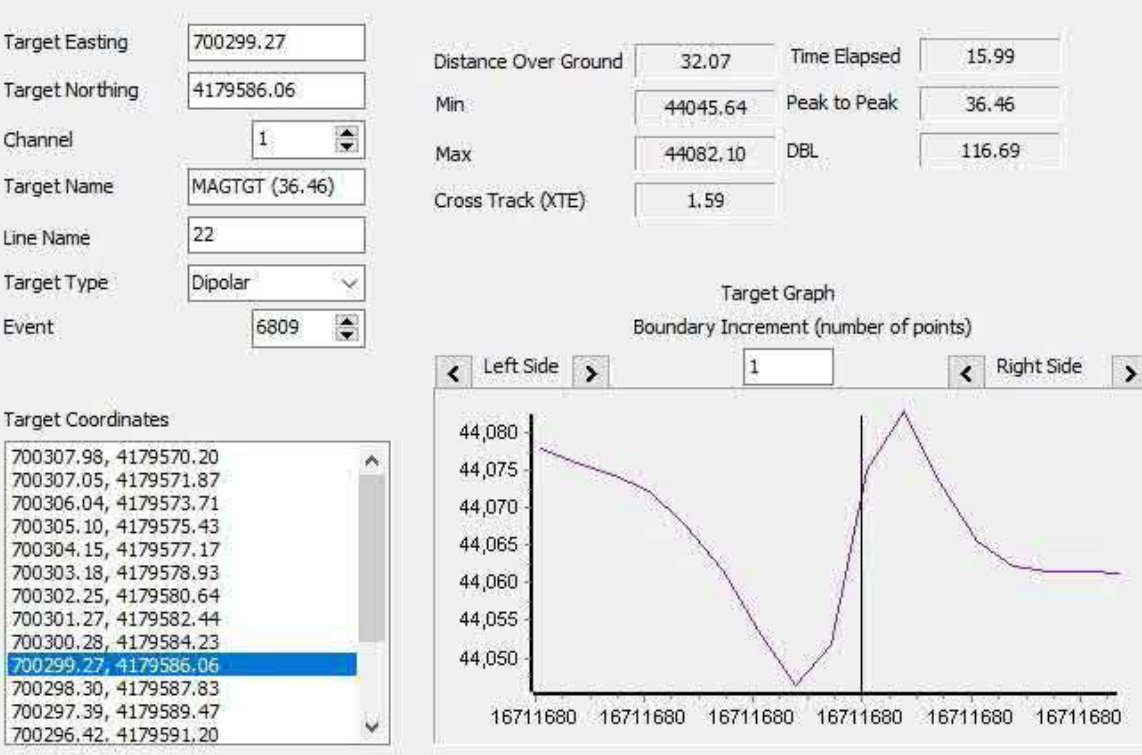 Target Easting 700299.27
Target Northing 4179586.06
Channel 1
Target Name MAGTGT (36.46)
Line Name 22
Target Type Dipolar
Event 6809
Distance Over Ground 32.07 Time Elapsed 15.99
Min 44045.64 Peak to Peak 36.46
Max 44082.10 DBL 116.69
Cross Track (XTE) 1.59
Target Graph
Boundary Increment (number of points)
< Left Side > 1 < Right Side >
Target Coordinates
700307.98, 4179570.20
700307.05, 4179571.87
700306.04, 4179573.71
700305.10, 4179575.43
700304.15, 4179577.17
700303.18, 4179578.93
700302.25, 4179580.64
700301.27, 4179582.44
700300.28, 4179584.23
700299.27, 4179586.06
700298.30, 4179587.83
700297.39, 4179589.47
700296.42, 4179591.20
44,080
44,075
44,070
44,065
44,060
44,055
44,050
16711680 16711680 16711680 16711680 16711680 16711680